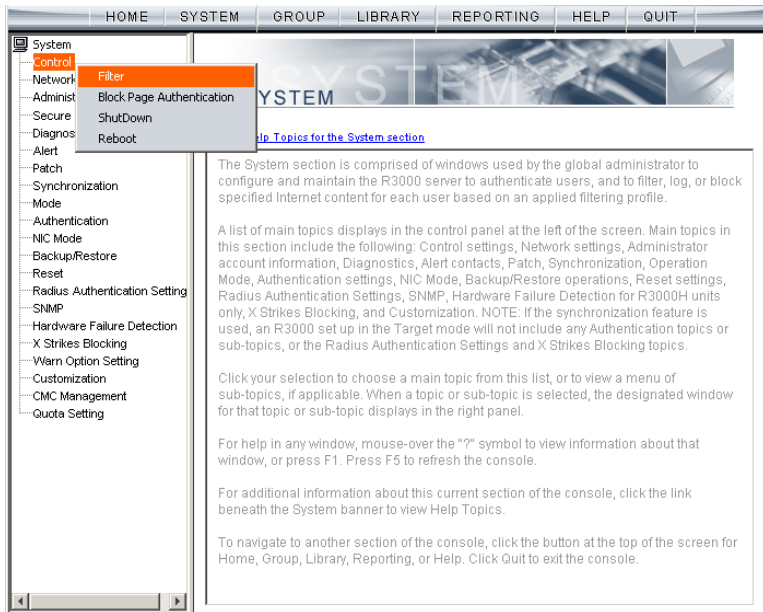 HOME SYSTEM GROUP LIBRARY REPORTING HELP QUIT
System
Control
Network
Administ
Secure
Diagnos
Alert
Patch
Synchronization
Mode
Authentication
NIC Mode
Backup/Restore
Reset
Radius Authentication Setting
SNMP
Hardware Failure Detection
X Strikes Blocking
Warn Option Setting
Customization
CMC Management
Quota Setting
Filter
Block Page Authentication
ShutDown
Reboot
SYSTEM
YSTEM
elp Topics for the System section
The System section is comprised of windows used by the global administrator to
configure and maintain the R3000 server to authenticate users, and to filter, log, or block
specified Internet content for each user based on an applied filtering profile.
A list of main topics displays in the control panel at the left of the screen. Main topics in
this section include the following: Control settings, Network settings, Administrator
account information, Diagnostics, Alert contacts, Patch, Synchronization, Operation
Mode, Authentication settings, NIC Mode, Backup/Restore operations, Reset settings,
Radius Authentication Settings, SNMP, Hardware Failure Detection for R3000H units
only, X Strikes Blocking, and Customization. NOTE: If the synchronization feature is
used, an R3000 set up in the Target mode will not include any Authentication topics or
sub-topics, or the Radius Authentication Settings and X Strikes Blocking topics.
Click your selection to choose a main topic from this list, or to view a menu of
sub-topics, if applicable. When a topic or sub-topic is selected, the designated window
for that topic or sub-topic displays in the right panel.
For help in any window, mouse-over the "?" symbol to view information about that
window, or press F1. Press F5 to refresh the console.
For additional information about this current section of the console, click the link
beneath the System banner to view Help Topics.
To navigate to another section of the console, click the button at the top of the screen for
Home, Group, Library, Reporting, or Help. Click Quit to exit the console.